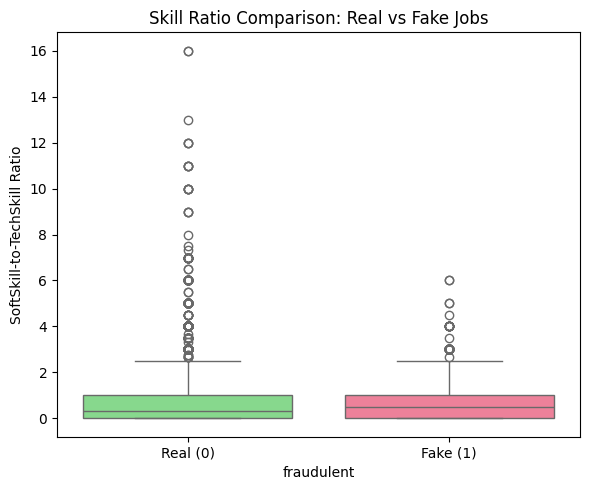 Skill Ratio Comparison: Real vs Fake Jobs
16
14
12
10
8
6
4
2
0
SoftSkill-to-TechSkill Ratio
Real (0)
Fake (1)
fraudulent